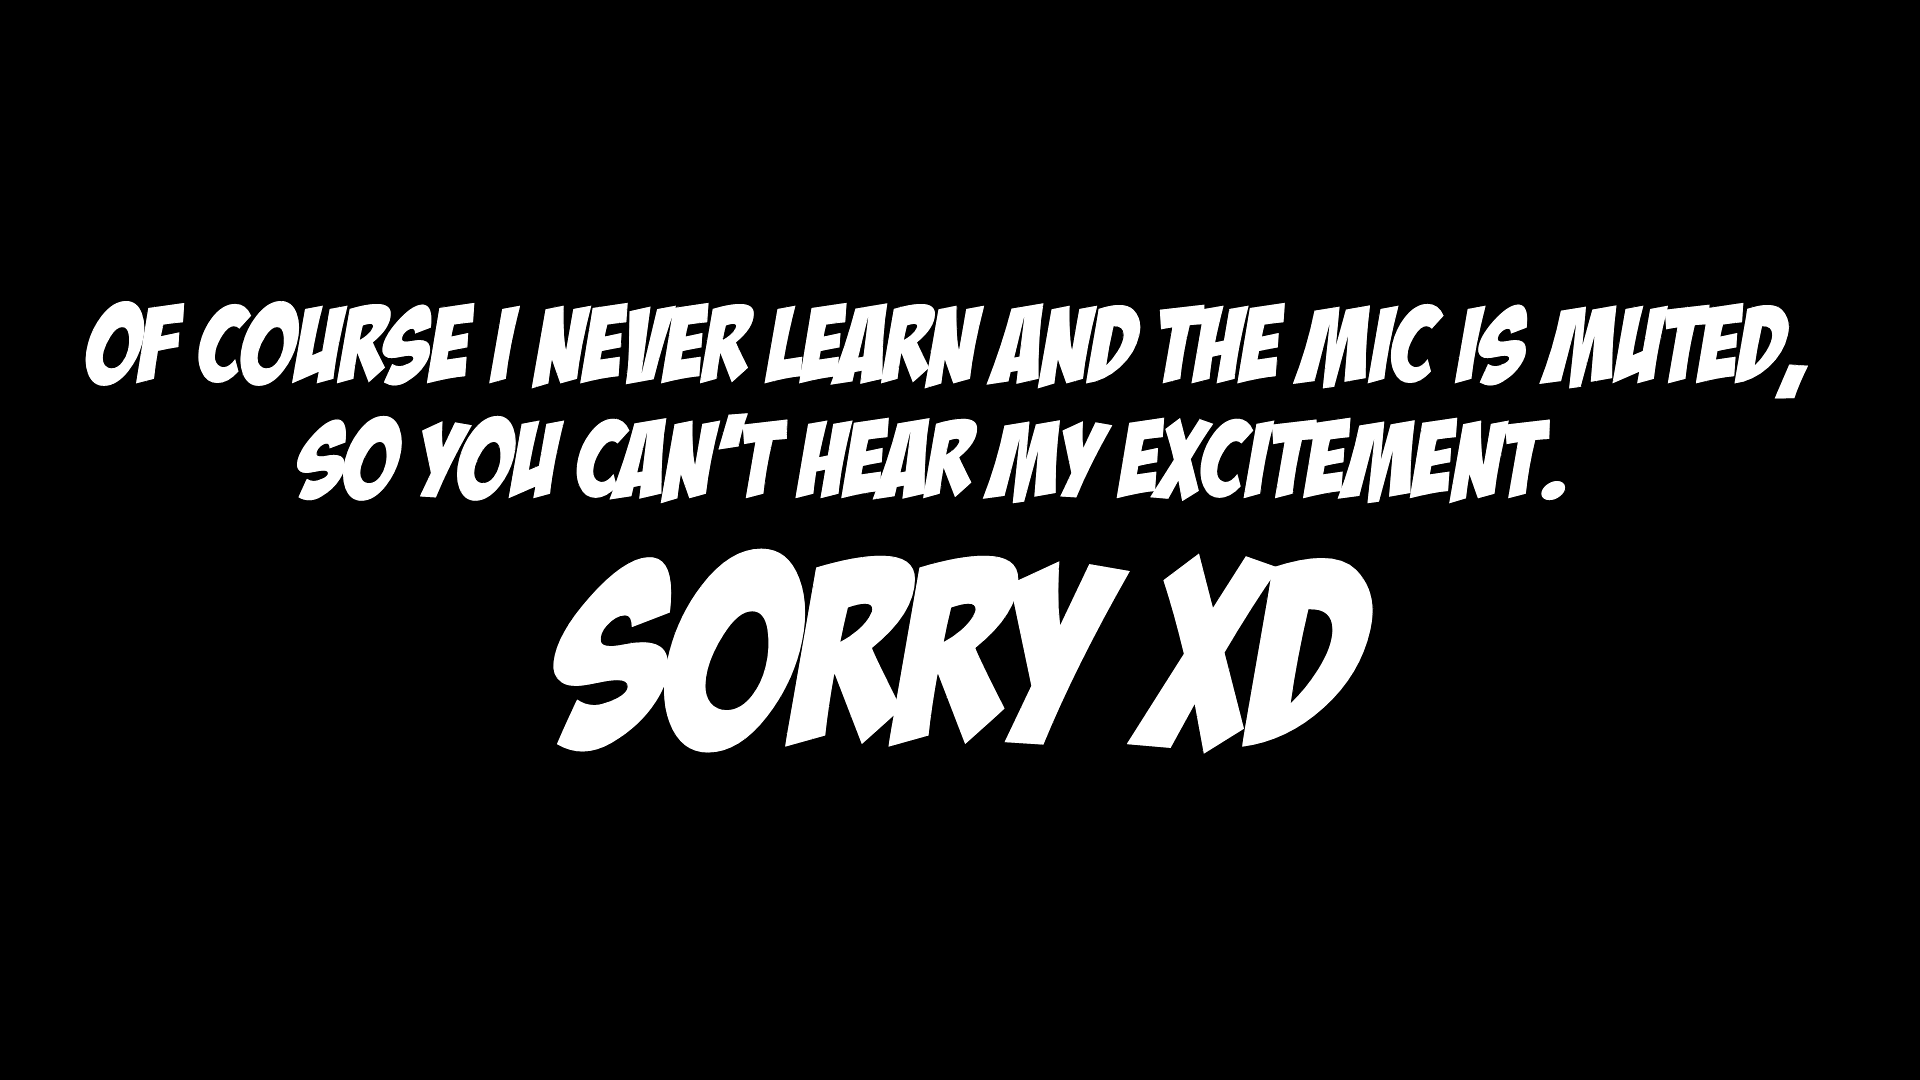 OF COURSE I NEVER LEARN AND THE MIC IS MUTED,
SO YOU CAN'T HEAR MY EXCITEMENT.
SORRY XD